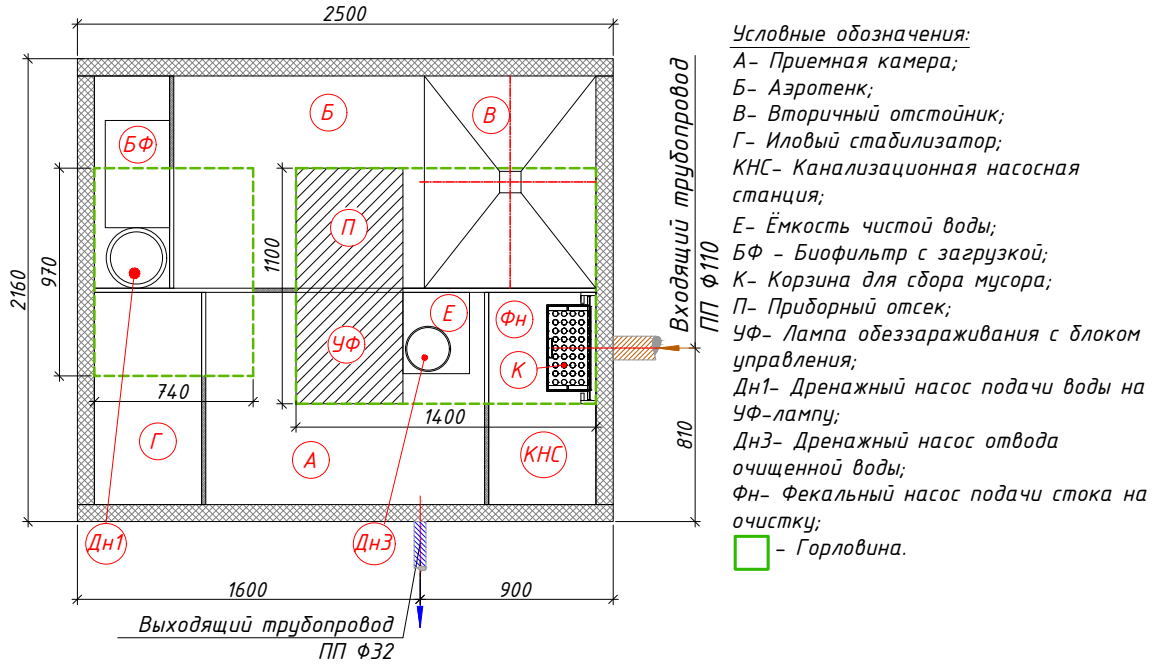 2500
Условные обозначения:
А- Приемная камера;
Б- Аэротенк;
В- Вторичный отстойник;
Г- Иловый стабилизатор;
КНС- Канализационная насосная
станция;
Е- Ёмкость чистой воды;
БФ - Биофильтр с загрузкой;
К- Корзина для сбора мусора;
П- Приборный отсек;
УФ- Лампа обеззараживания с блоком
управления;
Дн1- Дренажный насос подачи воды на
УФ-лампу;
Дн3- Дренажный насос отвода
очищенной воды;
Фн- Фекальный насос подачи стока на
очистку;
- Горловина.
Входящий трубопровод
ПП Ф110
Б
В
БФ
П
2160
970
1100
Е
Фн
УФ
К
740
1400
810
Г
А
КНС
Дн1
Дн3
1600
900
Выходящий трубопровод
ПП Ф32